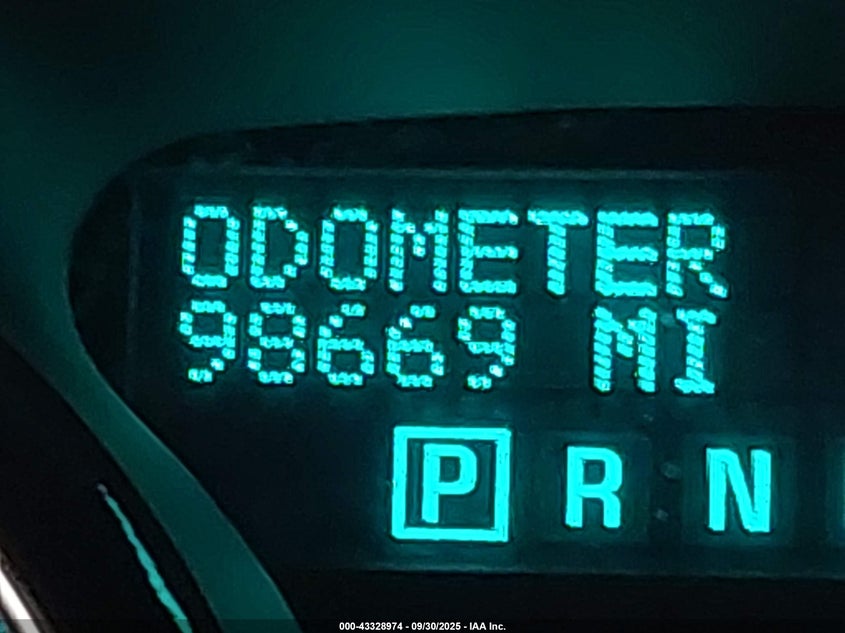 ODOMETER
98669 MI
P R N
000-43328974 - 09/30/2025 - IAA Inc.